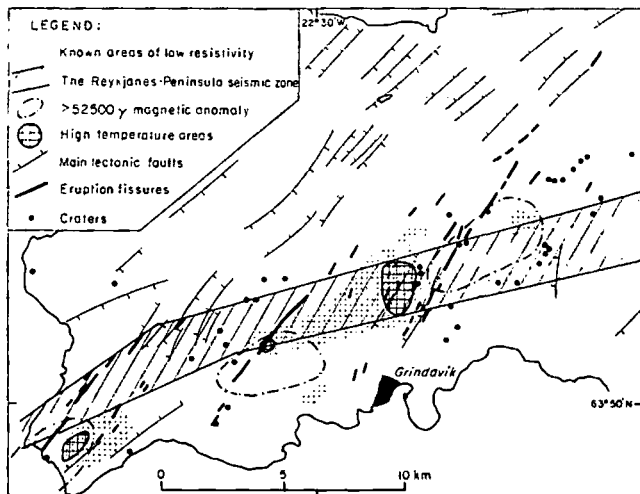 LEGEND:
Known areas of low resistivity
The Reykjanes-Peninsula seismic zone
>52500 γ magnetic anomaly
High temperature areas
Main tectonic faults
Eruption fissures
Craters
22°30' W
Grindavik
63°50' N
0 5 10 km